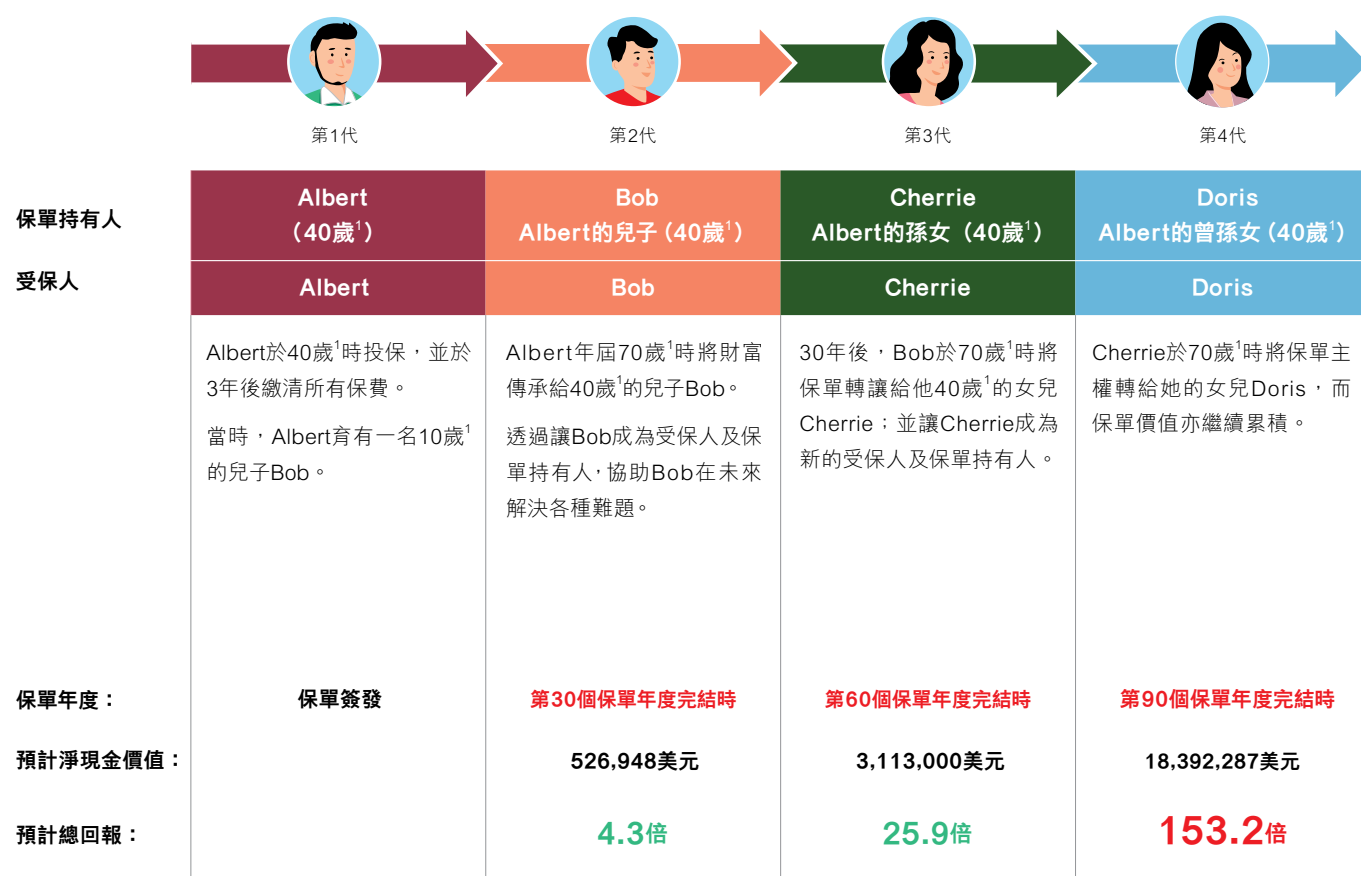 第1代
第2代
第3代
第4代
保單持有人
Albert
(40歲1)
Bob
Albert的兒子 (40歲1)
Cherrie
Albert的孫女 (40歲1)
Doris
Albert的曾孫女 (40歲1)
受保人
Albert
Bob
Cherrie
Doris
Albert於40歲1時投保,並於
3年後繳清所有保費。
當時,Albert育有一名10歲1
的兒子Bob。
Albert年屆70歲1時將財富
傳承給40歲1的兒子Bob。
透過讓Bob成為受保人及保
單持有人,協助Bob在未來
解決各種難題。
30年後,Bob於70歲1時將
保單轉讓給他40歲1的女兒
Cherrie;並讓Cherrie成為
新的受保人及保單持有人。
Cherrie於70歲1時將保單主
權轉給她的女兒Doris,而
保單價值亦繼續累積。
保單年度:
保單簽發
第30個保單年度完結時
第60個保單年度完結時
第90個保單年度完結時
預計淨現金價值:
526,948美元
3,113,000美元
18,392,287美元
預計總回報:
4.3倍
25.9倍
153.2倍